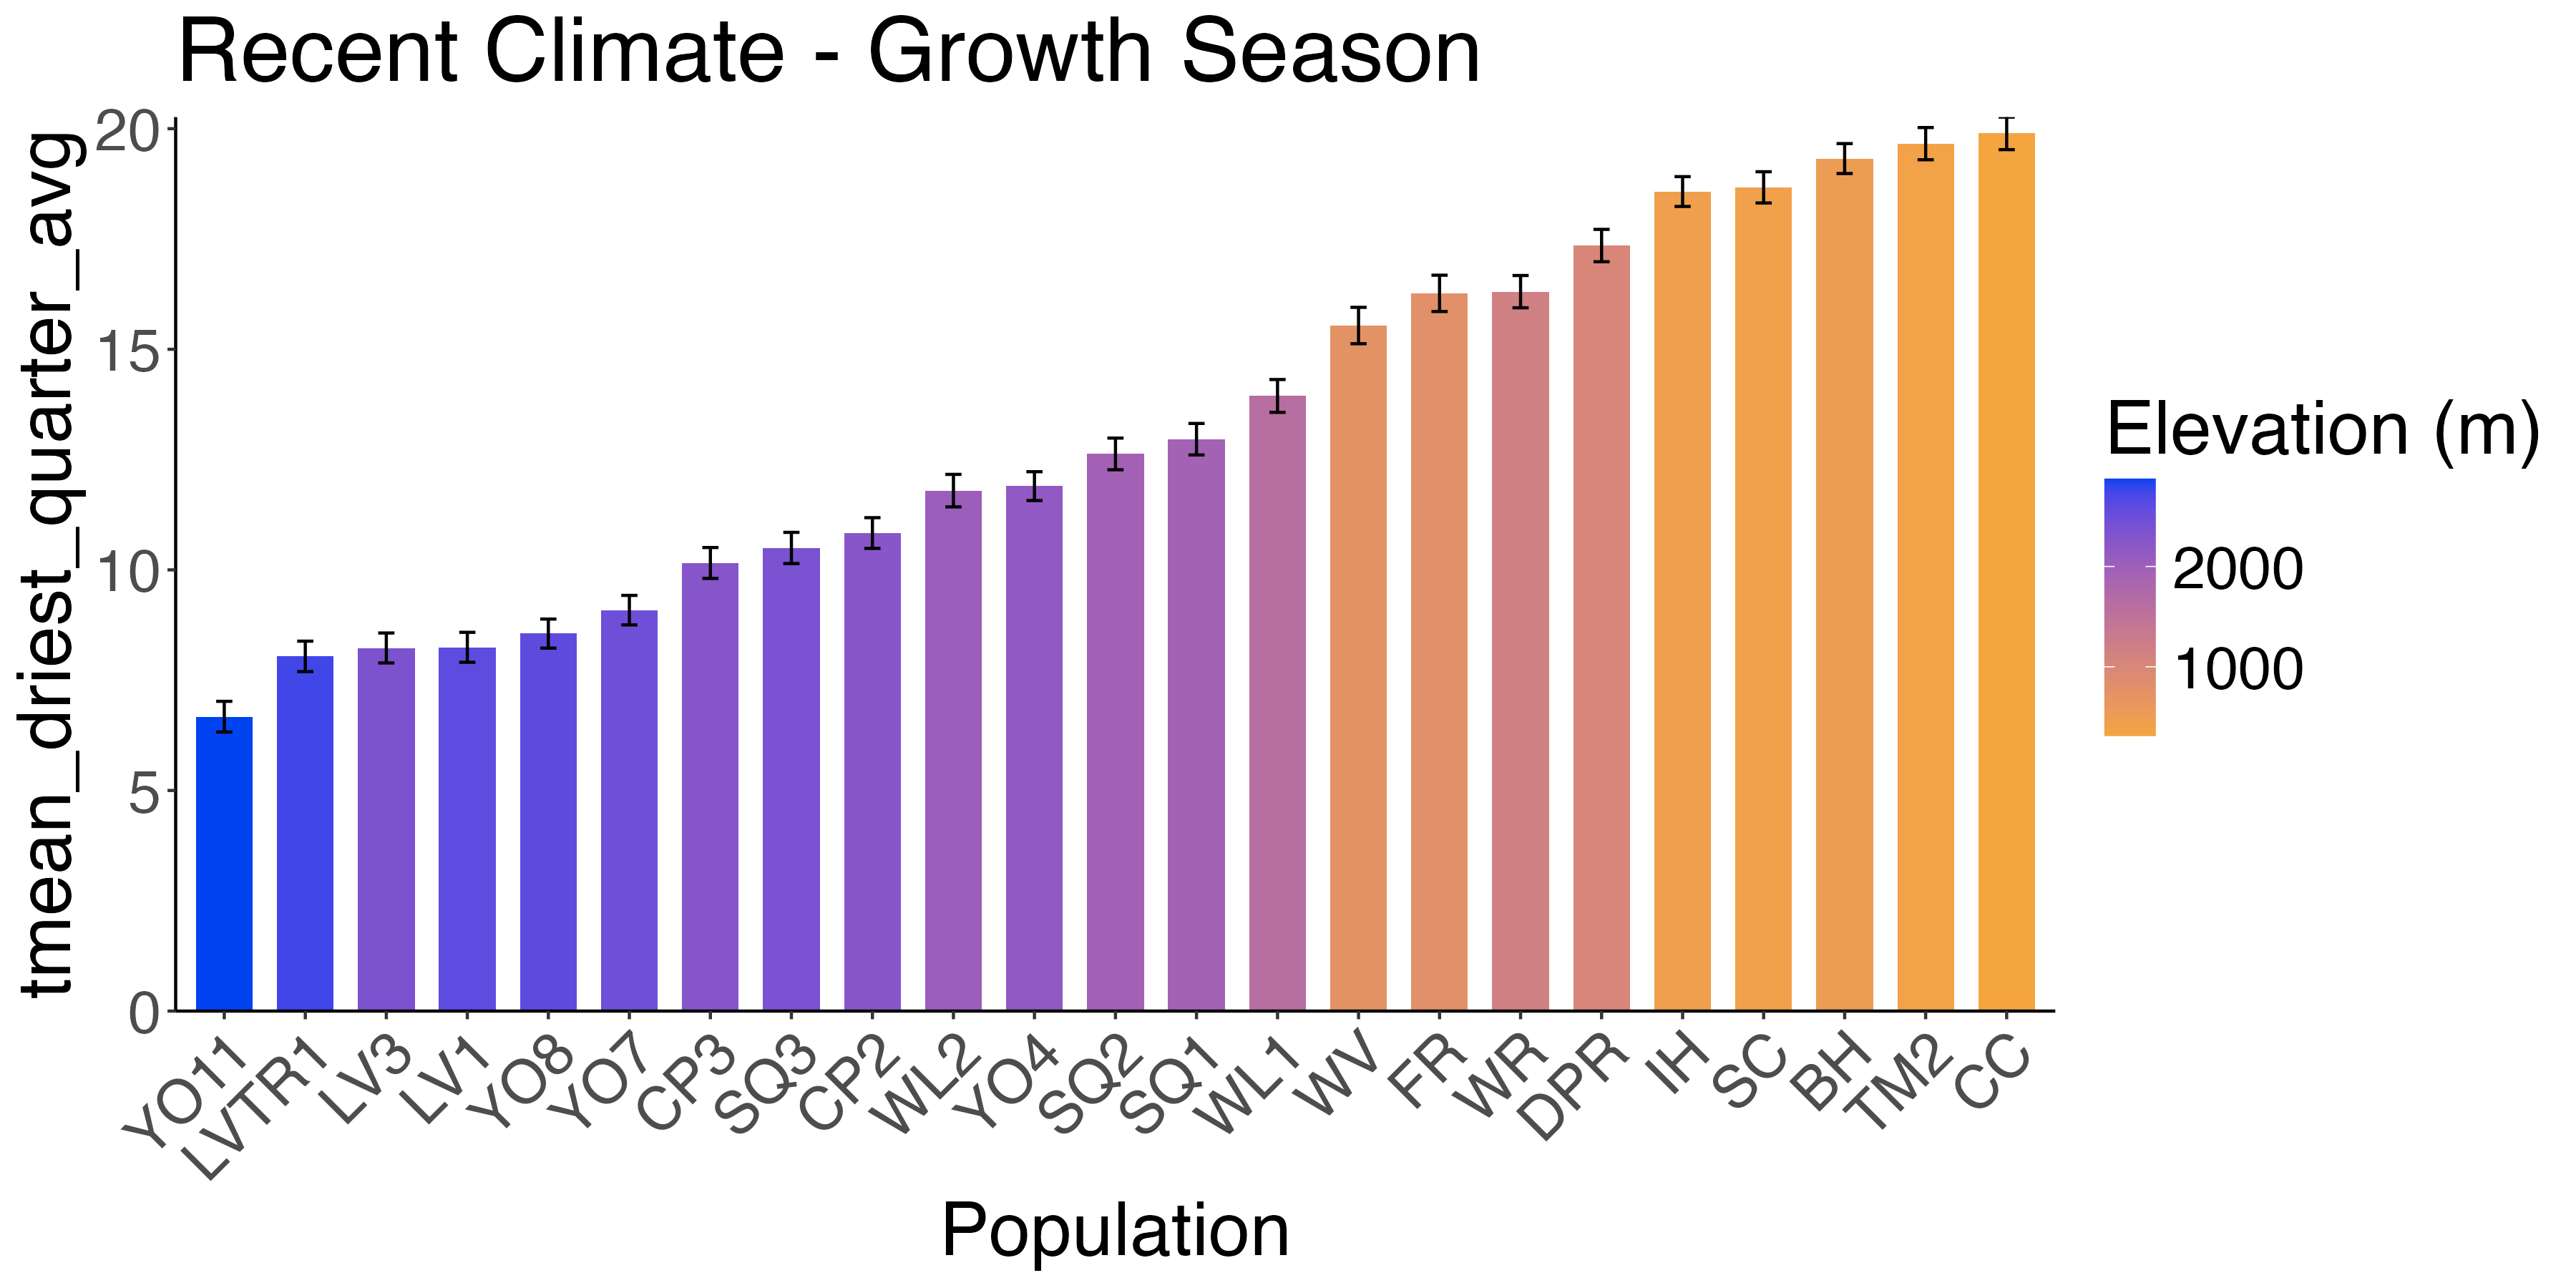 Recent Climate - Growth Season
tmean_driest_quarter_avg
20
15
10
5
0
YO11
LVTR1
LV3
LV1
YO8
YO7
CP3
SQ3
CP2
WL2
YO4
SQ2
SQ1
WL1
WV
FR
WR
DPR
IH
SC
BH
TM2
CC
Population
Elevation (m)
2000
1000